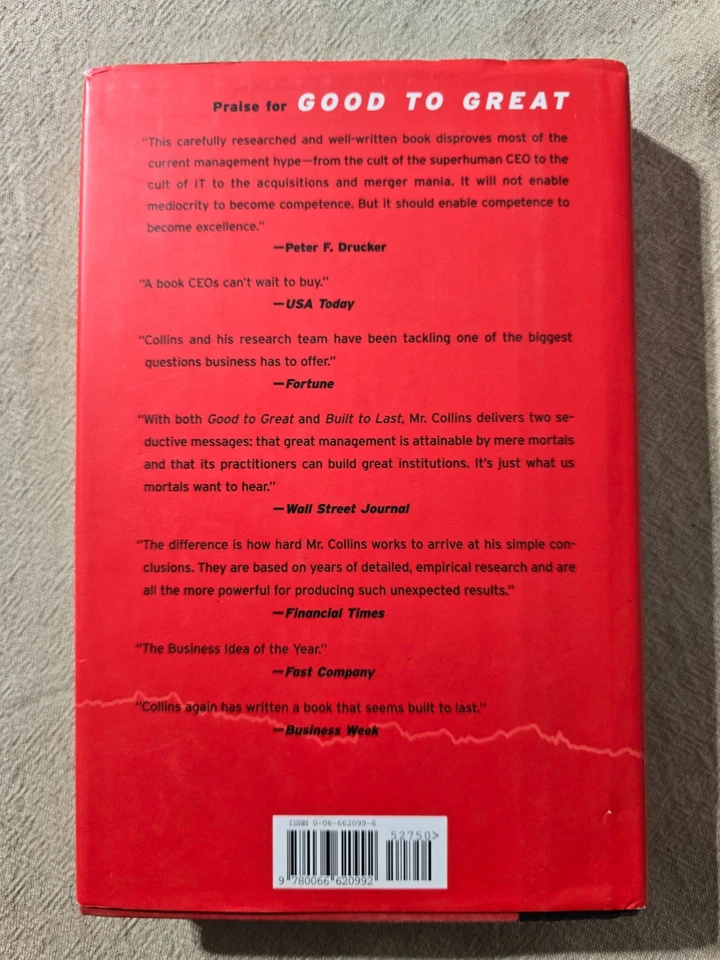 Praise for GOOD TO GREAT
"This carefully researched and well-written book disproves most of the
current management hype—from the cult of the superhuman CEO to the
cult of IT to the acquisitions and merger mania. It will not enable
mediocrity to become competence. But it should enable competence to
become excellence."
—Peter F. Drucker
"A book CEOs can't wait to buy."
—USA Today
"Collins and his research team have been tackling one of the biggest
questions business has to offer."
—Fortune
"With both Good to Great and Built to Last, Mr. Collins delivers two se-
ductive messages: that great management is attainable by mere mortals
and that its practitioners can build great institutions. It's just what us
mortals want to hear."
—Wall Street Journal
"The difference is how hard Mr. Collins works to arrive at his simple con-
clusions. They are based on years of detailed, empirical research and are
all the more powerful for producing such unexpected results."
—Financial Times
"The Business Idea of the Year."
—Fast Company
"Collins again has written a book that seems built to last."
—Business Week
ISBN 0-06-662099-6
52750>
9 780066 620992